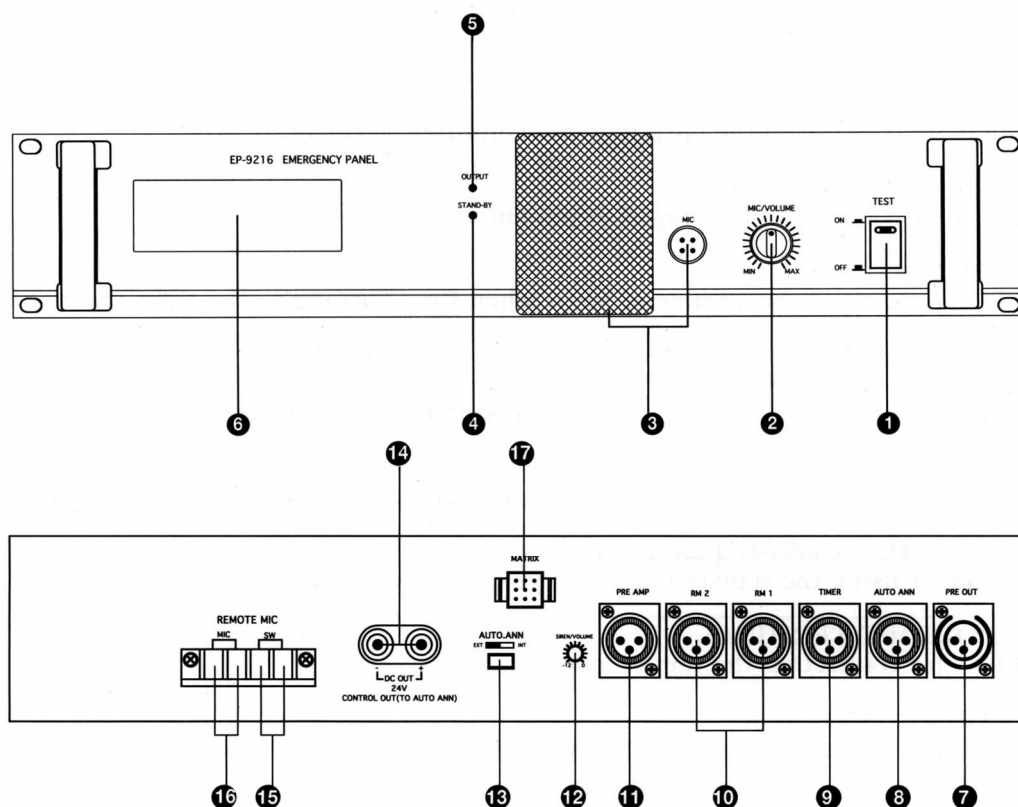 5
EP-9216 EMERGENCY PANEL
OUTPUT
STAND-BY
MIC
MIC/VOLUME
MIN MAX
TEST
ON
OFF
6 4 3 2 1
14 17
MATRIX
REMOTE MIC
MIC SW
- DC OUT +
24V
CONTROL OUT(TO AUTO ANN)
AUTO.ANN
EXT INT
SIREN/VOLUME
-12 0
PRE AMP RM 2 RM 1 TIMER AUTO ANN PRE OUT
16 15 13 12 11 10 9 8 7